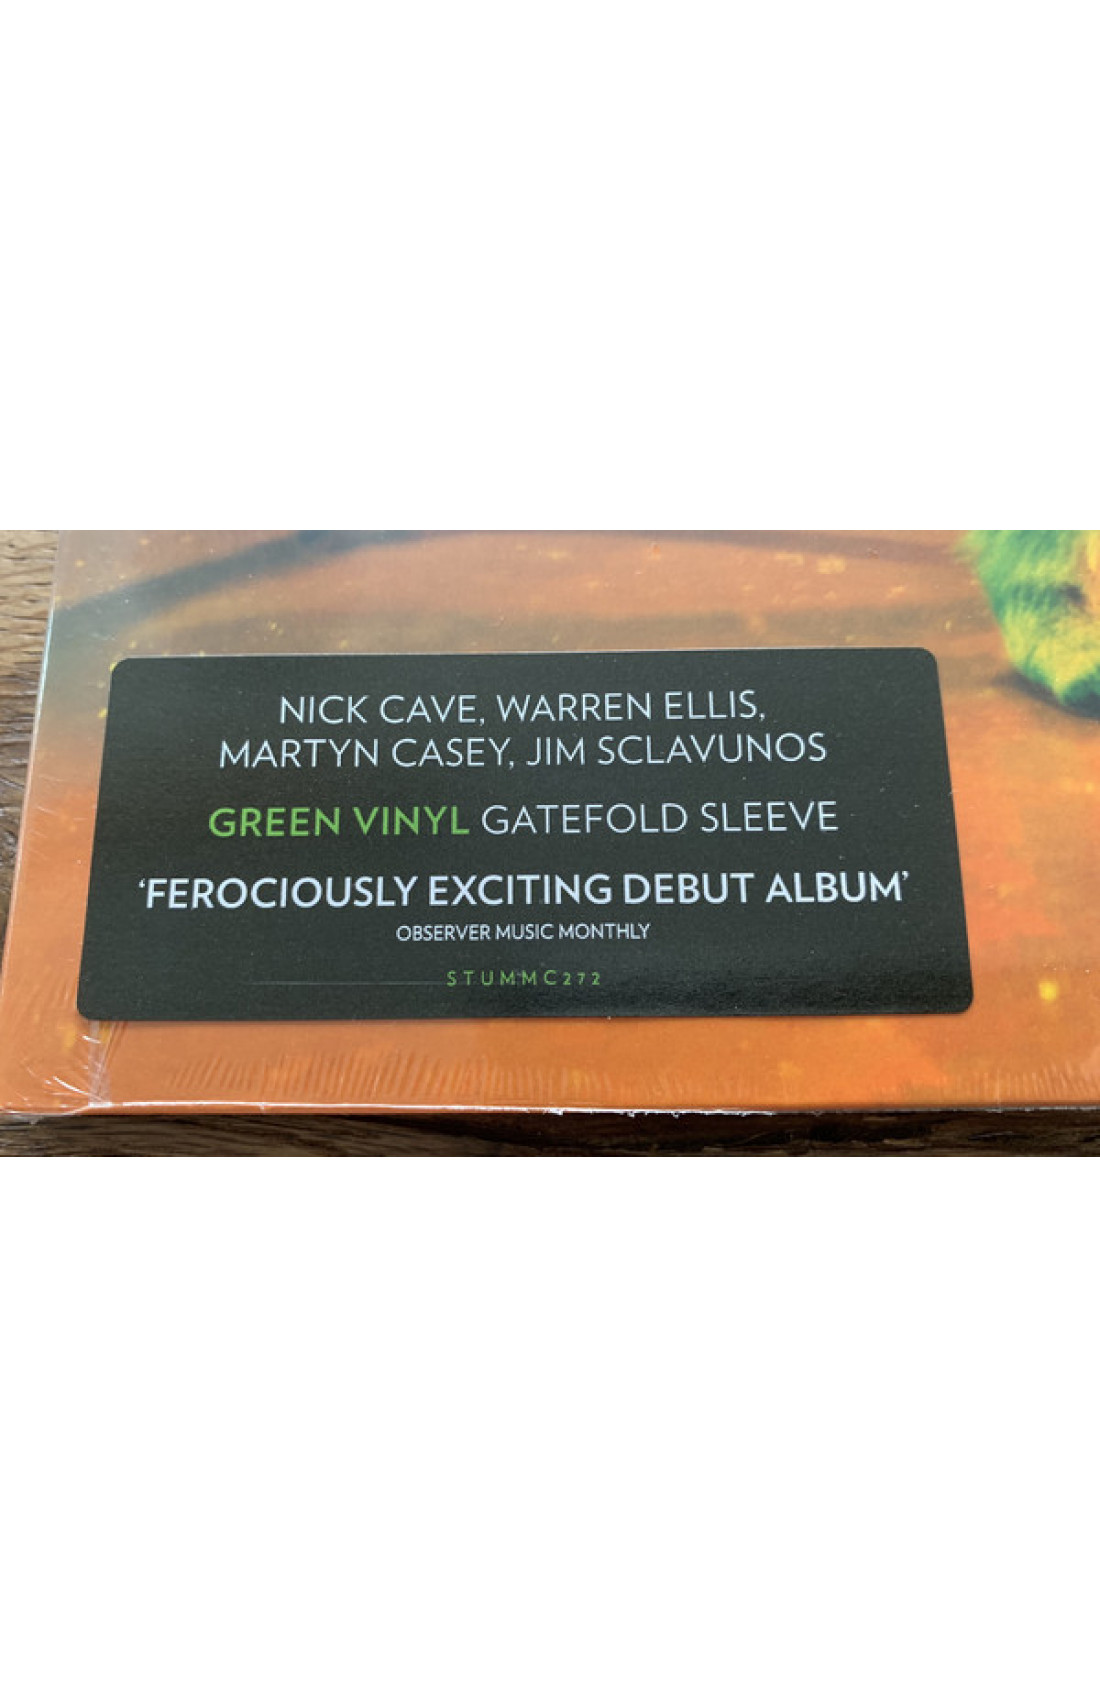 NICK CAVE, WARREN ELLIS,
MARTYN CASEY, JIM SCLAVUNOS
GREEN VINYL GATEFOLD SLEEVE
‘FEROCIOUSLY EXCITING DEBUT ALBUM’
OBSERVER MUSIC MONTHLY
STUMMC272